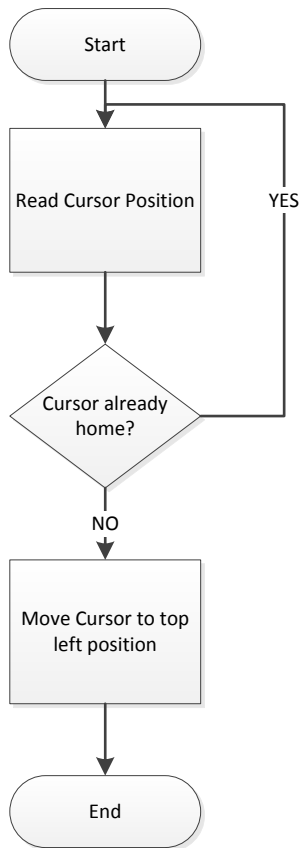 Start
Read Cursor Position
YES
Cursor already
home?
NO
Move Cursor to top
left position
End